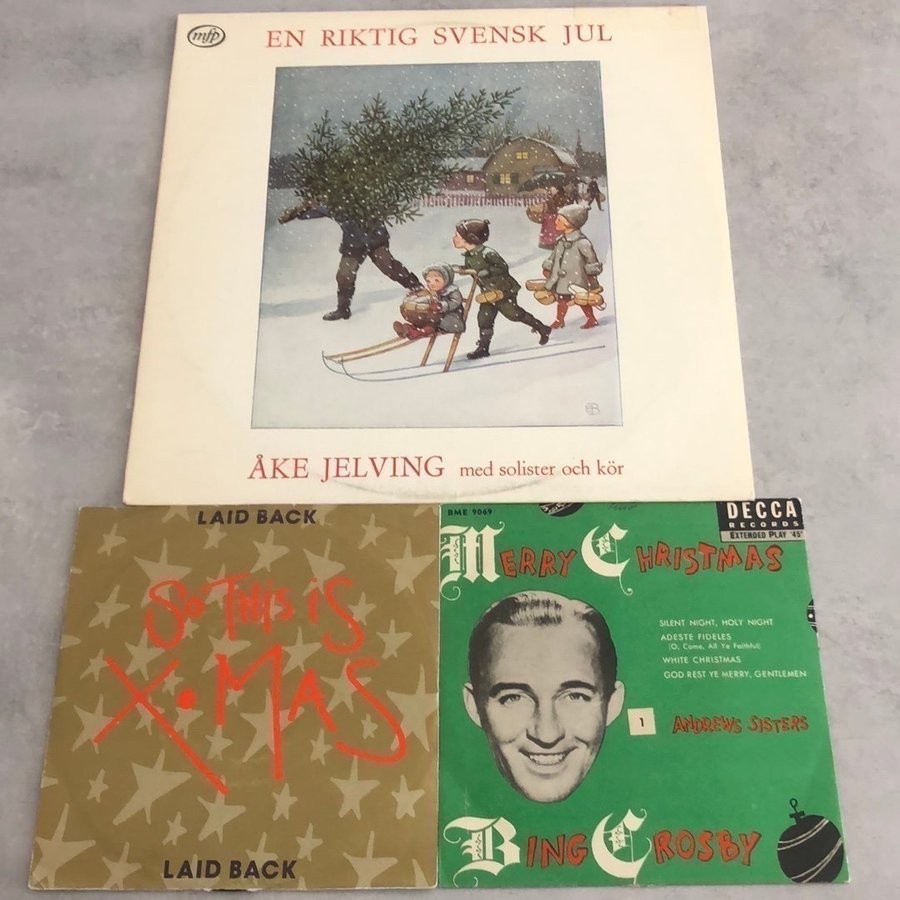 mfp
EN RIKTIG SVENSK JUL
EB
ÅKE JELVING med solister och kör
LAID BACK
SO THIS IS
X·MAS
LAID BACK
BME 9069
DECCA
RECORDS
EXTENDED PLAY "45"
MERRY CHRISTMAS
SILENT NIGHT, HOLY NIGHT
ADESTE FIDELES
(O, Come, All Ye Faithful)
WHITE CHRISTMAS
GOD REST YE MERRY, GENTLEMEN
1
ANDREWS SISTERS
BING CROSBY